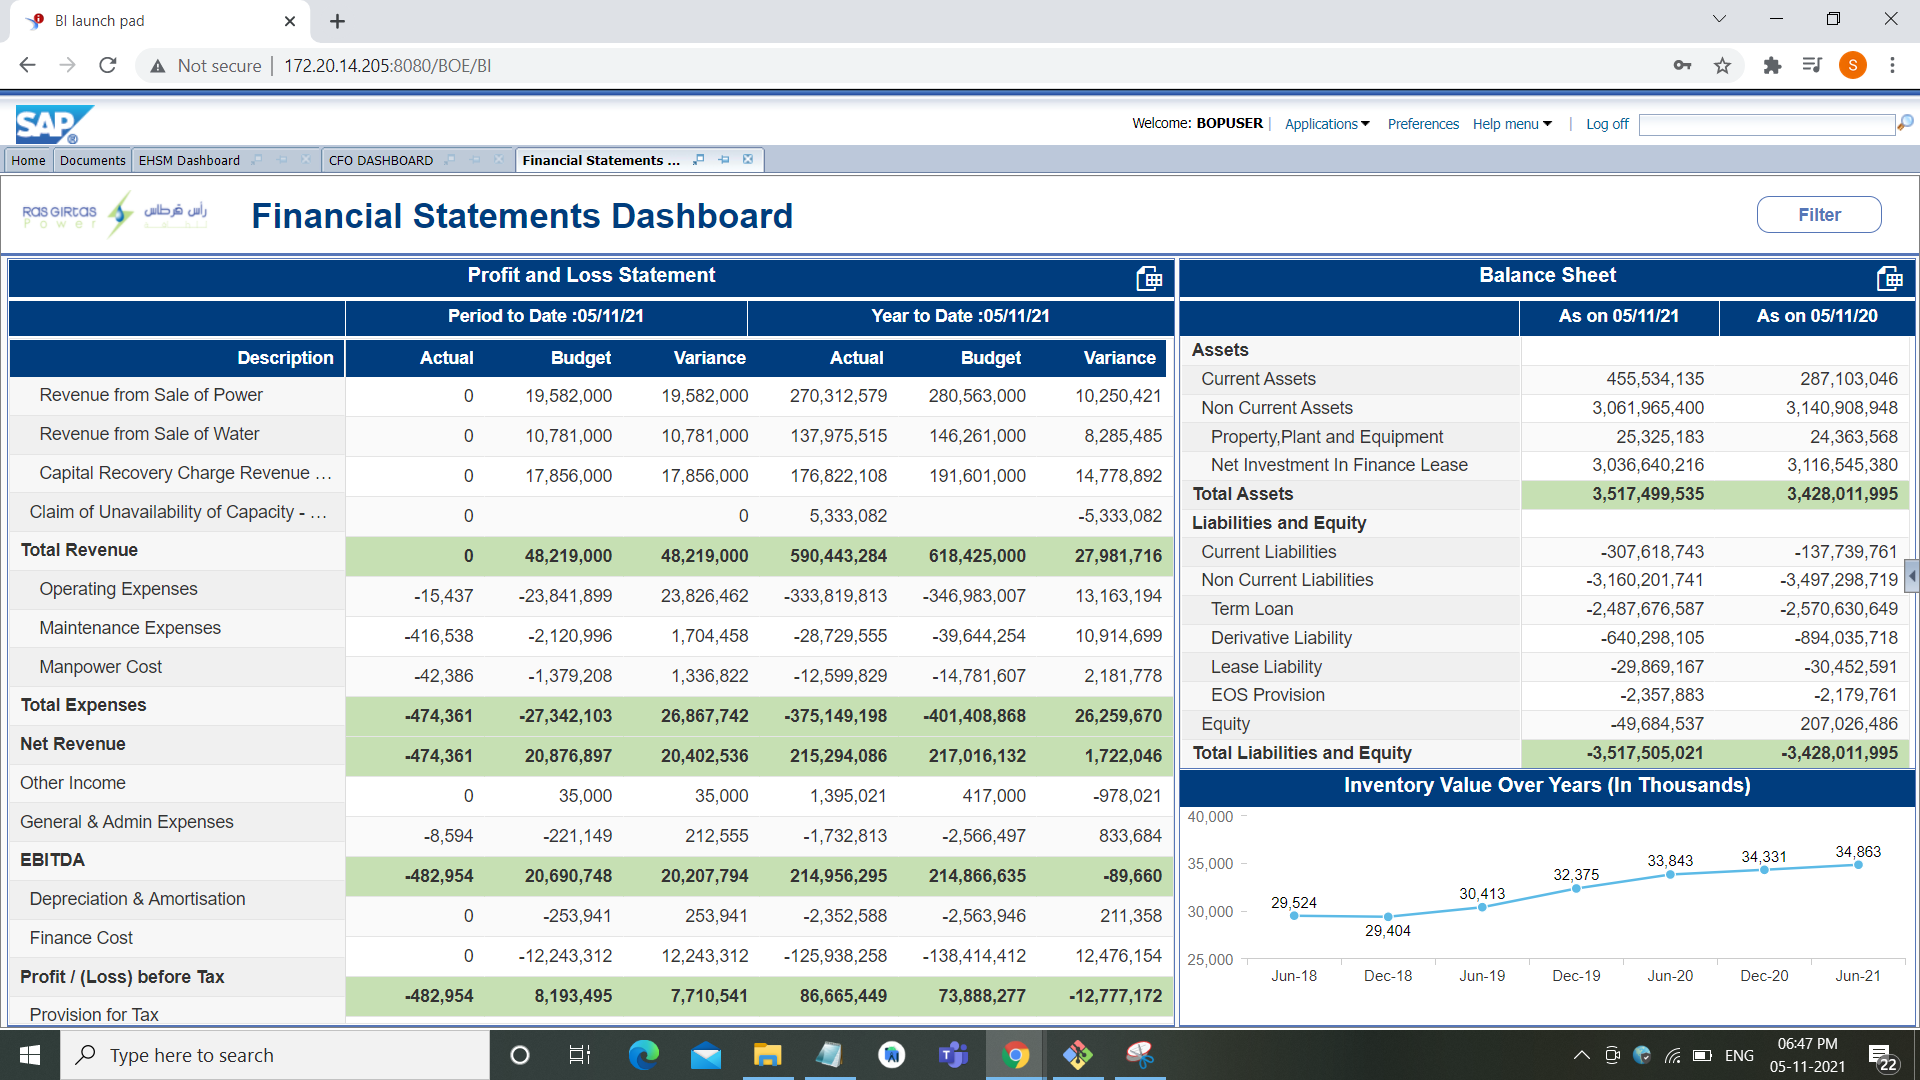 BI launch pad
Not secure 172.20.14.205:8080/BOE/BI
S
SAP ®
Welcome: BOPUSER Applications Preferences Help menu Log off
Home Documents EHSM Dashboard CFO DASHBOARD Financial Statements ...
RAS GIRTAS رأس قرطاس
Power
Financial Statements Dashboard
Filter
Profit and Loss Statement
Period to Date :05/11/21 Year to Date :05/11/21
Description Actual Budget Variance Actual Budget Variance
Revenue from Sale of Power 0 19,582,000 19,582,000 270,312,579 280,563,000 10,250,421
Revenue from Sale of Water 0 10,781,000 10,781,000 137,975,515 146,261,000 8,285,485
Capital Recovery Charge Revenue ... 0 17,856,000 17,856,000 176,822,108 191,601,000 14,778,892
Claim of Unavailability of Capacity - ... 0 0 5,333,082 -5,333,082
Total Revenue 0 48,219,000 48,219,000 590,443,284 618,425,000 27,981,716
Operating Expenses -15,437 -23,841,899 23,826,462 -333,819,813 -346,983,007 13,163,194
Maintenance Expenses -416,538 -2,120,996 1,704,458 -28,729,555 -39,644,254 10,914,699
Manpower Cost -42,386 -1,379,208 1,336,822 -12,599,829 -14,781,607 2,181,778
Total Expenses -474,361 -27,342,103 26,867,742 -375,149,198 -401,408,868 26,259,670
Net Revenue -474,361 20,876,897 20,402,536 215,294,086 217,016,132 1,722,046
Other Income 0 35,000 35,000 1,395,021 417,000 -978,021
General & Admin Expenses -8,594 -221,149 212,555 -1,732,813 -2,566,497 833,684
EBITDA -482,954 20,690,748 20,207,794 214,956,295 214,866,635 -89,660
Depreciation & Amortisation 0 -253,941 253,941 -2,352,588 -2,563,946 211,358
Finance Cost 0 -12,243,312 12,243,312 -125,938,258 -138,414,412 12,476,154
Profit / (Loss) before Tax -482,954 8,193,495 7,710,541 86,665,449 73,888,277 -12,777,172
Provision for Tax
Balance Sheet
As on 05/11/21 As on 05/11/20
Assets
Current Assets 455,534,135 287,103,046
Non Current Assets 3,061,965,400 3,140,908,948
Property,Plant and Equipment 25,325,183 24,363,568
Net Investment In Finance Lease 3,036,640,216 3,116,545,380
Total Assets 3,517,499,535 3,428,011,995
Liabilities and Equity
Current Liabilities -307,618,743 -137,739,761
Non Current Liabilities -3,160,201,741 -3,497,298,719
Term Loan -2,487,676,587 -2,570,630,649
Derivative Liability -640,298,105 -894,035,718
Lease Liability -29,869,167 -30,452,591
EOS Provision -2,357,883 -2,179,761
Equity -49,684,537 207,026,486
Total Liabilities and Equity -3,517,505,021 -3,428,011,995
Inventory Value Over Years (In Thousands)
40,000
35,000
30,000
25,000
29,524 29,404 30,413 32,375 33,843 34,331 34,863
Jun-18 Dec-18 Jun-19 Dec-19 Jun-20 Dec-20 Jun-21
Type here to search
ENG
06:47 PM
05-11-2021
22